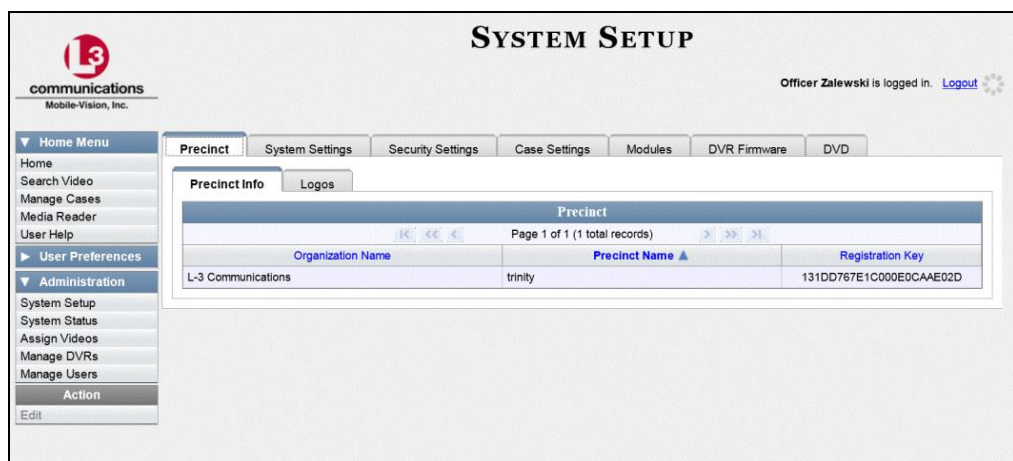 L3
communications
Mobile-Vision, Inc.
SYSTEM SETUP
Officer Zalewski is logged in. Logout
Home Menu
Home
Search Video
Manage Cases
Media Reader
User Help
User Preferences
Administration
System Setup
System Status
Assign Videos
Manage DVRs
Manage Users
Action
Edit
Precinct System Settings Security Settings Case Settings Modules DVR Firmware DVD
Precinct Info Logos
Precinct
Page 1 of 1 (1 total records)
Organization Name Precinct Name Registration Key
L-3 Communications trinity 131DD767E1C000E0CAAE02D